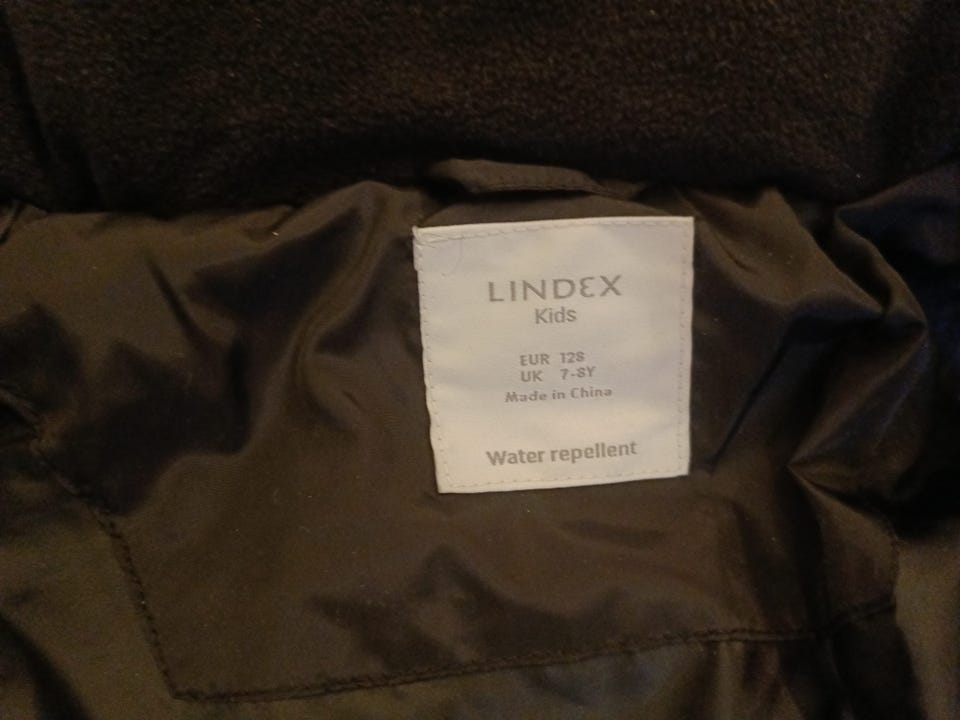 LINDEX
Kids
EUR 128
UK 7-8Y
Made in China
Water repellent